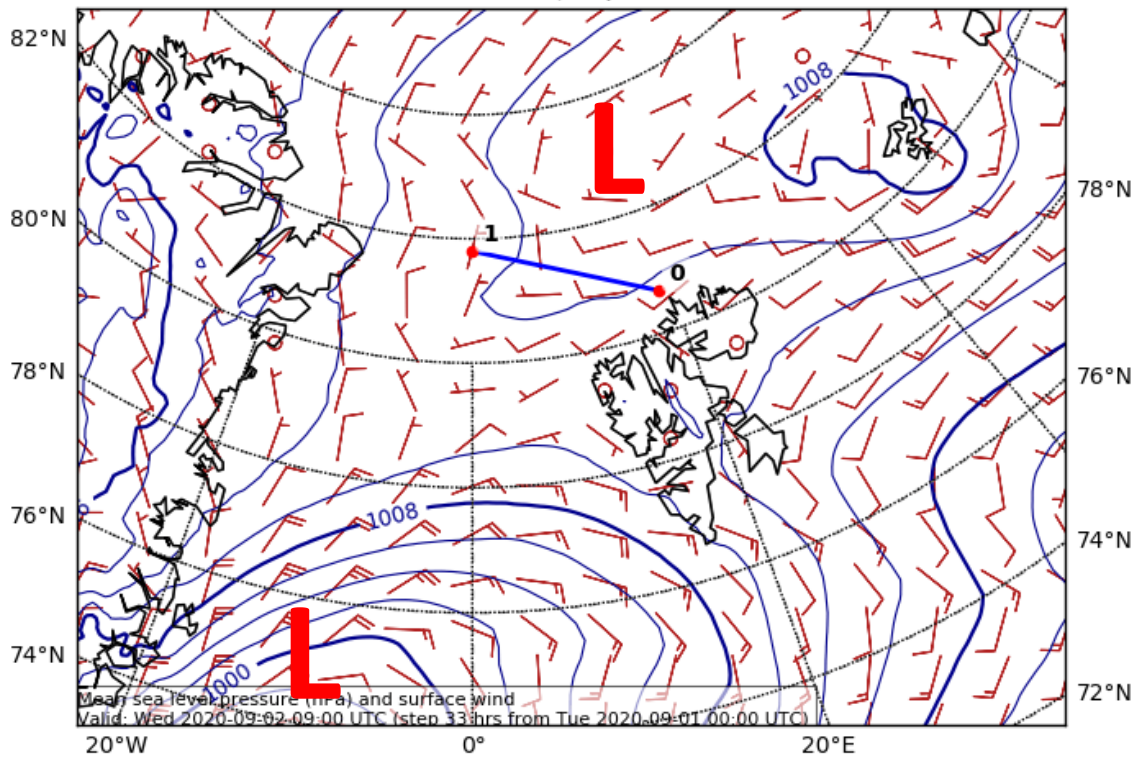 82°N
1008
L
78°N
80°N
1
0
78°N
76°N
76°N
1008
74°N
L
74°N
1000
72°N
Mean sea level pressure (hPa) and surface wind
Valid: Wed 2020-09-02 09:00 UTC (step 33 hrs from Tue 2020-09-01 00:00 UTC)
20°W 0° 20°E